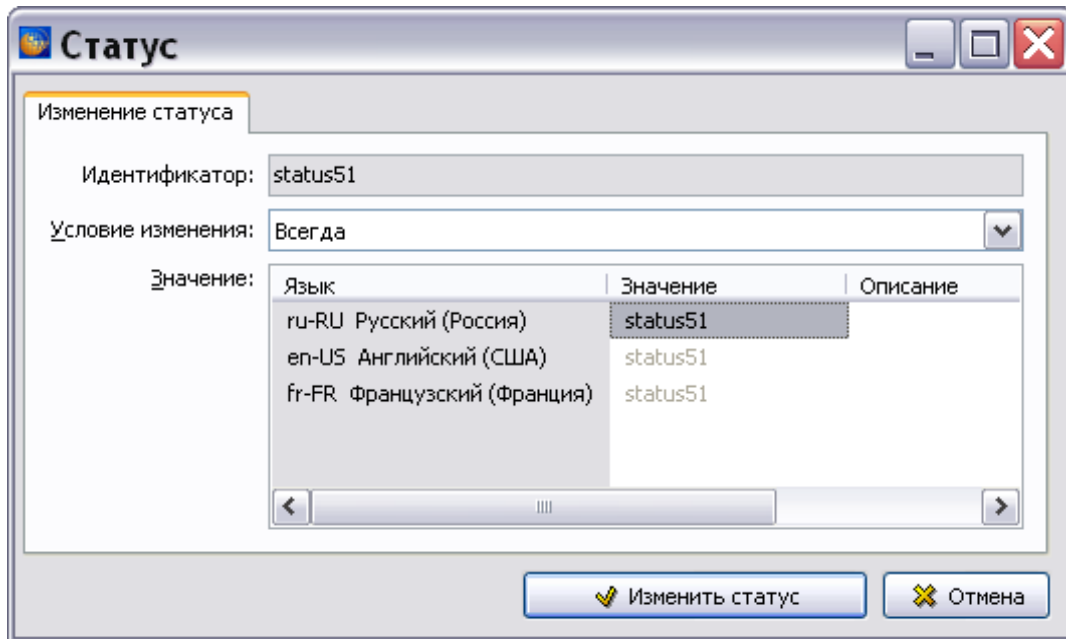 Статус
Изменение статуса
Идентификатор: status51
Условие изменения: Всегда
Значение: Язык Значение Описание
ru-RU Русский (Россия) status51
en-US Английский (США) status51
fr-FR Французский (Франция) status51
Изменить статус Отмена